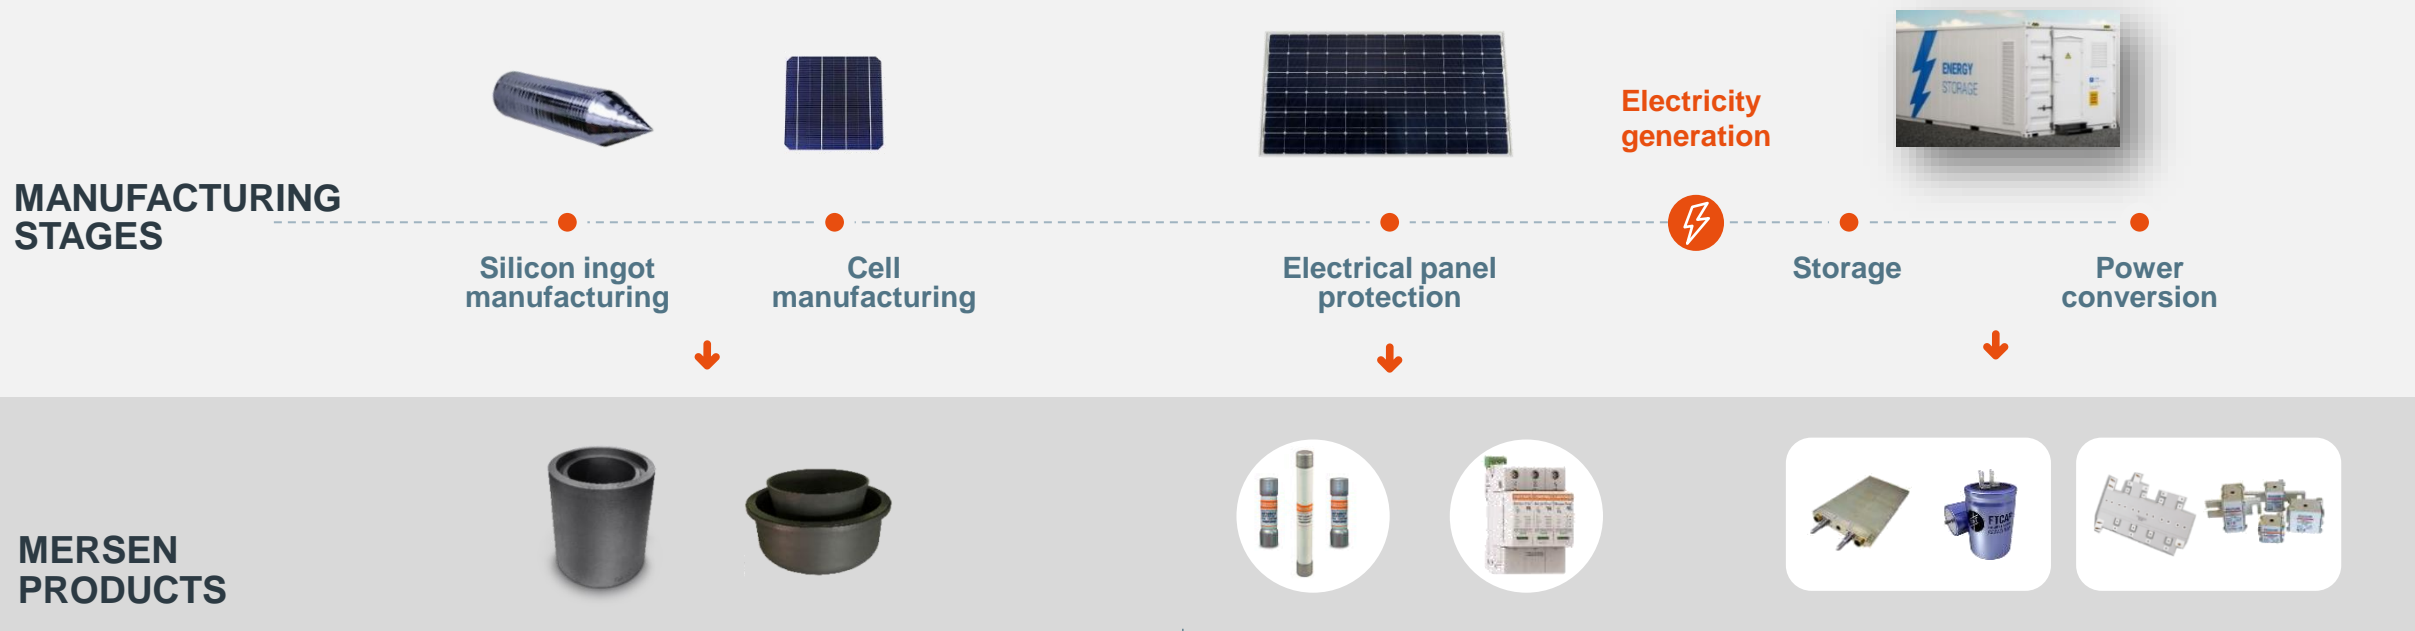 Electricity
generation
ENERGY
STORAGE
MANUFACTURING
STAGES
Silicon ingot
manufacturing
Cell
manufacturing
Electrical panel
protection
Storage
Power
conversion
MERSEN
PRODUCTS